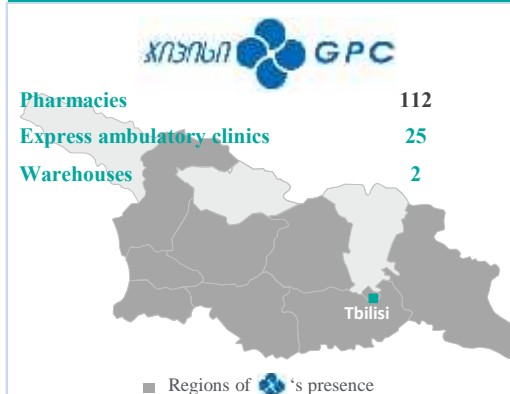 ჯიპისი GPC
Pharmacies 112
Express ambulatory clinics 25
Warehouses 2
Tbilisi
Regions of 's presence